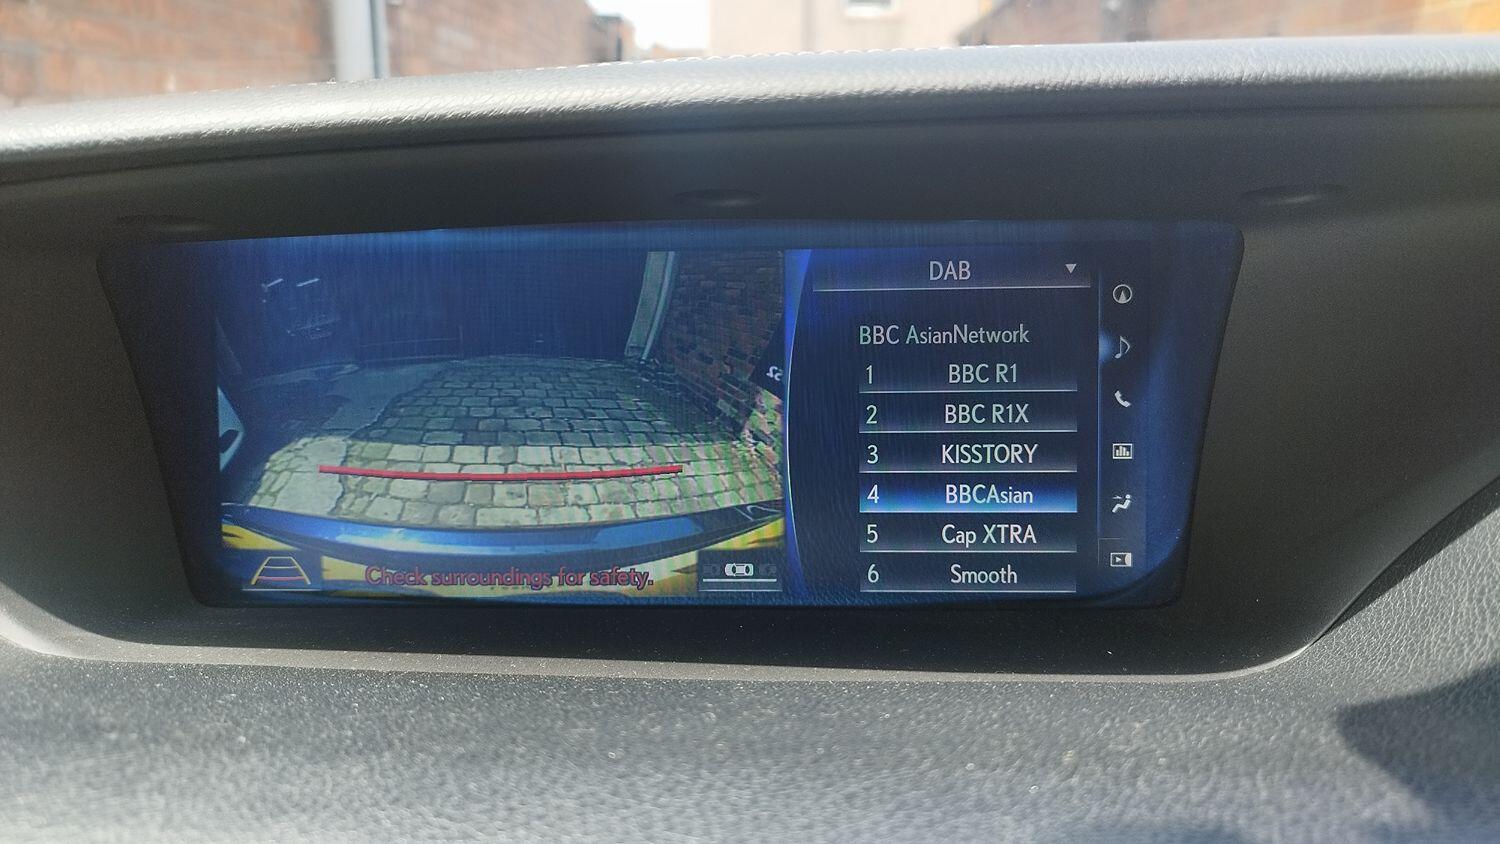 DAB
BBC AsianNetwork
1 BBC R1
2 BBC R1X
3 KISSTORY
4 BBCAsian
5 Cap XTRA
6 Smooth
Check surroundings for safety.